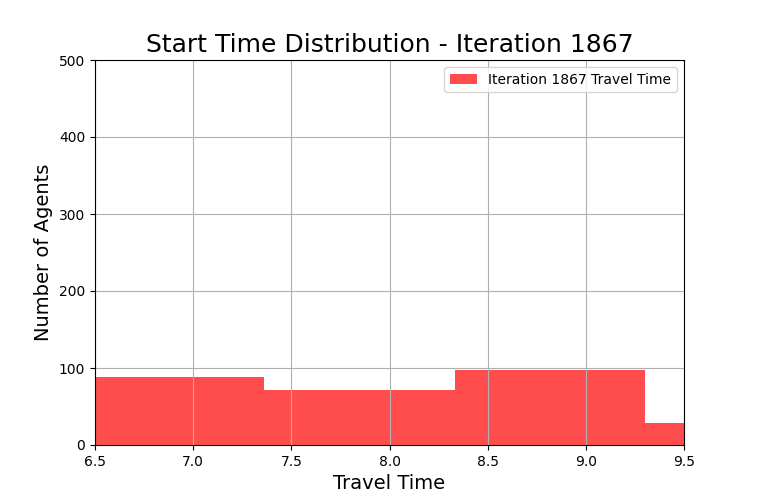 Start Time Distribution - Iteration 1867
Iteration 1867 Travel Time
Number of Agents
500
400
300
200
100
0
6.5 7.0 7.5 8.0 8.5 9.0 9.5
Travel Time